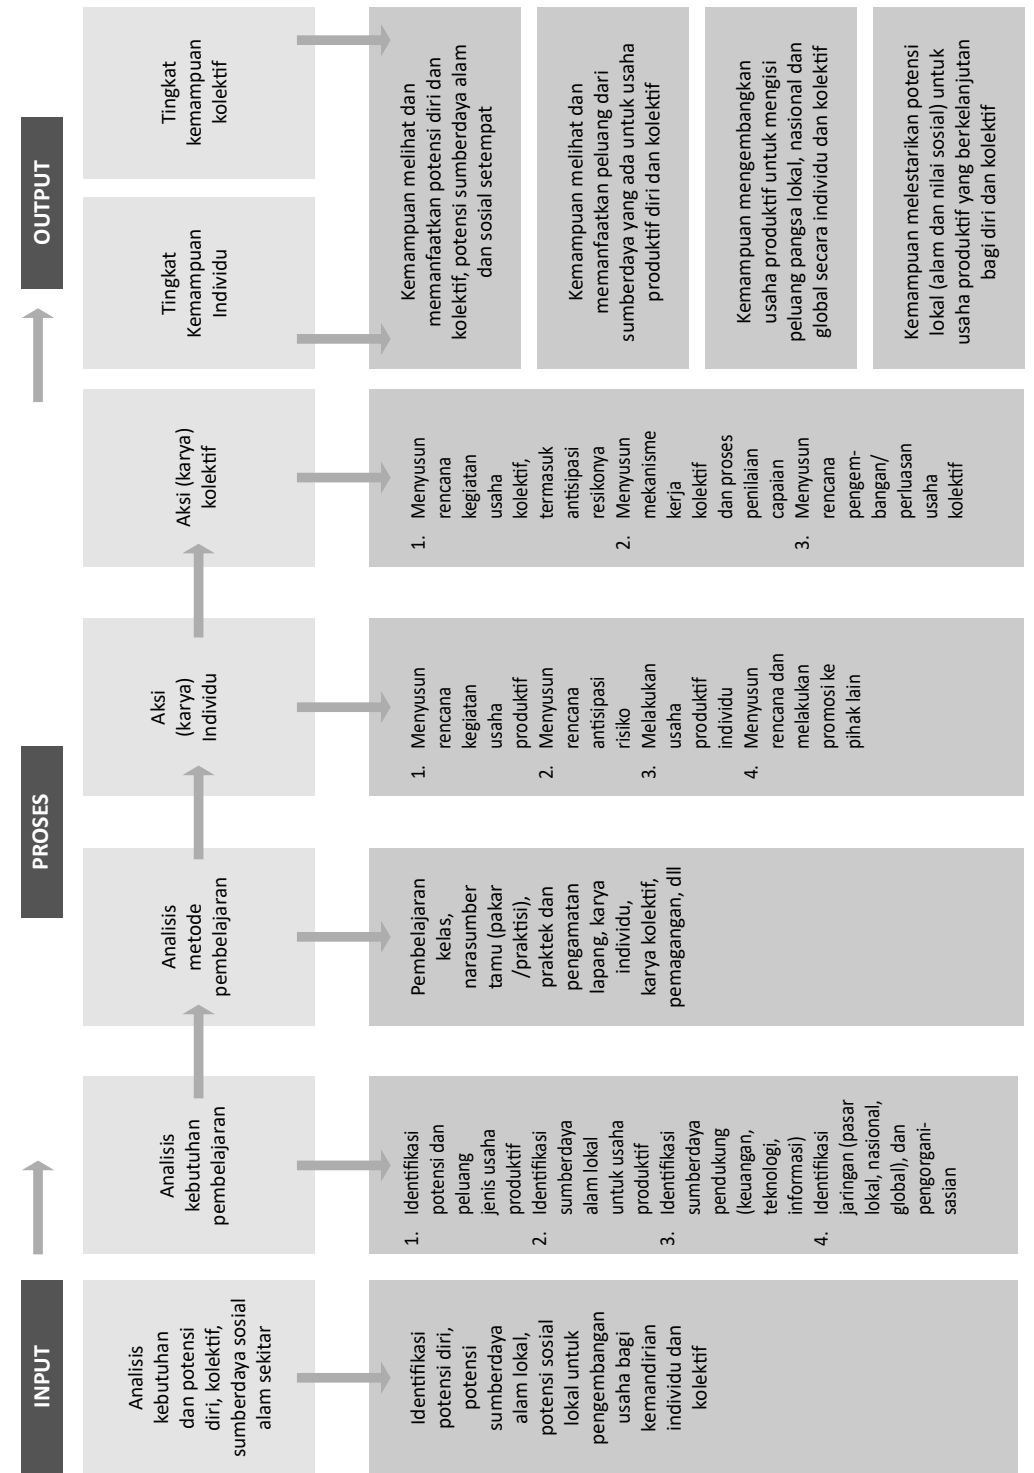 INPUT
PROSES
OUTPUT
Analisis
kebutuhan
dan potensi
diri, kolektif,
sumberdaya sosial
alam sekitar
Analisis
kebutuhan
pembelajaran
Analisis
metode
pembelajaran
Aksi
(karya)
Individu
Aksi (karya)
kolektif
Tingkat
Kemampuan
Individu
Tingkat
kemampuan
kolektif
Identifikasi
potensi diri,
potensi
sumberdaya
alam lokal,
potensi sosial
lokal untuk
pengembangan
usaha bagi
kemandirian
individu dan
kolektif
1. Identifikasi
potensi dan
peluang
jenis usaha
produktif
2. Identifikasi
sumberdaya
alam lokal
untuk usaha
produktif
3. Identifikasi
sumberdaya
pendukung
(keuangan,
teknologi,
informasi)
4. Identifikasi
jaringan (pasar
lokal, nasional,
global), dan
pengorgani-
sasian
Pembelajaran
kelas,
narasumber
tamu (pakar
/praktisi),
praktek dan
pengamatan
lapang, karya
individu,
karya kolektif,
pemagangan, dll
1. Menyusun
rencana
kegiatan
usaha
produktif
2. Menyusun
rencana
antisipasi
risiko
3. Melakukan
usaha
produktif
individu
4. Menyusun
rencana dan
melakukan
promosi ke
pihak lain
1. Menyusun
rencana
kegiatan
usaha
kolektif,
termasuk
antisipasi
resikonya
2. Menyusun
mekanisme
kerja
kolektif
dan proses
penilaian
capaian
3. Menyusun
rencana
pengem-
bangan/
perluasan
usaha
kolektif
Kemampuan melihat dan
memanfaatkan potensi diri dan
kolektif, potensi sumberdaya alam
dan sosial setempat
Kemampuan melihat dan
memanfaatkan peluang dari
sumberdaya yang ada untuk usaha
produktif diri dan kolektif
Kemampuan mengembangkan
usaha produktif untuk mengisi
peluang pangsa lokal, nasional dan
global secara individu dan kolektif
Kemampuan melestarikan potensi
lokal (alam dan nilai sosial) untuk
usaha produktif yang berkelanjutan
bagi diri dan kolektif